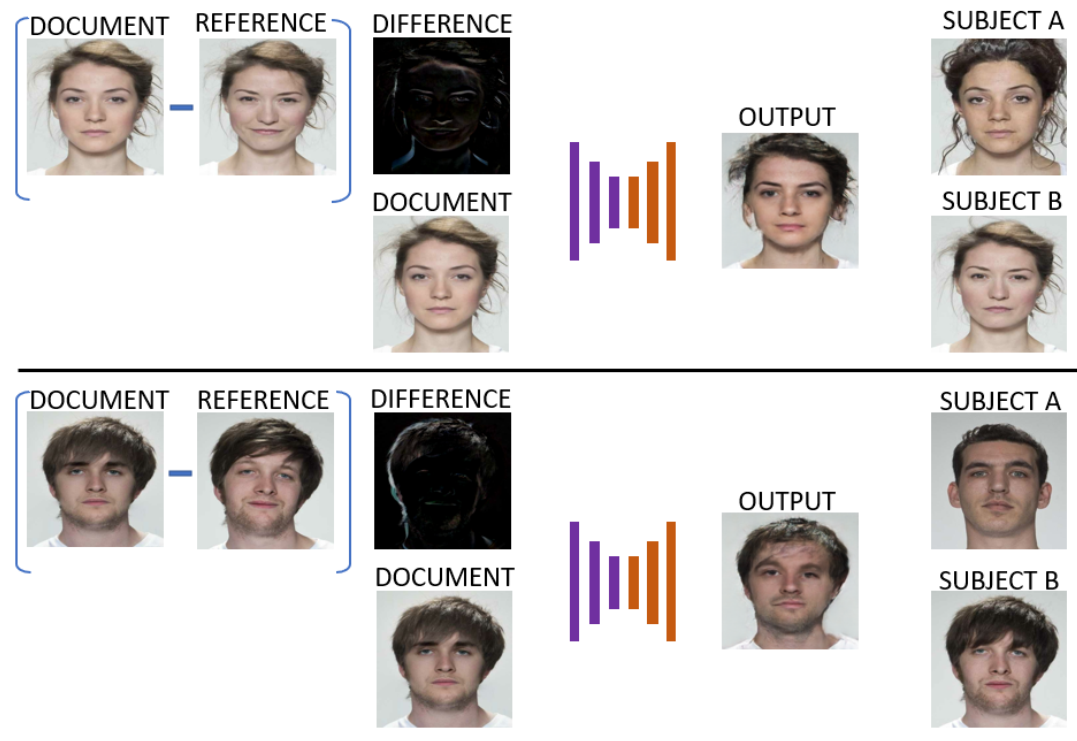 DOCUMENT
REFERENCE
DIFFERENCE
SUBJECT A
OUTPUT
DOCUMENT
SUBJECT B
DOCUMENT
REFERENCE
DIFFERENCE
SUBJECT A
OUTPUT
DOCUMENT
SUBJECT B